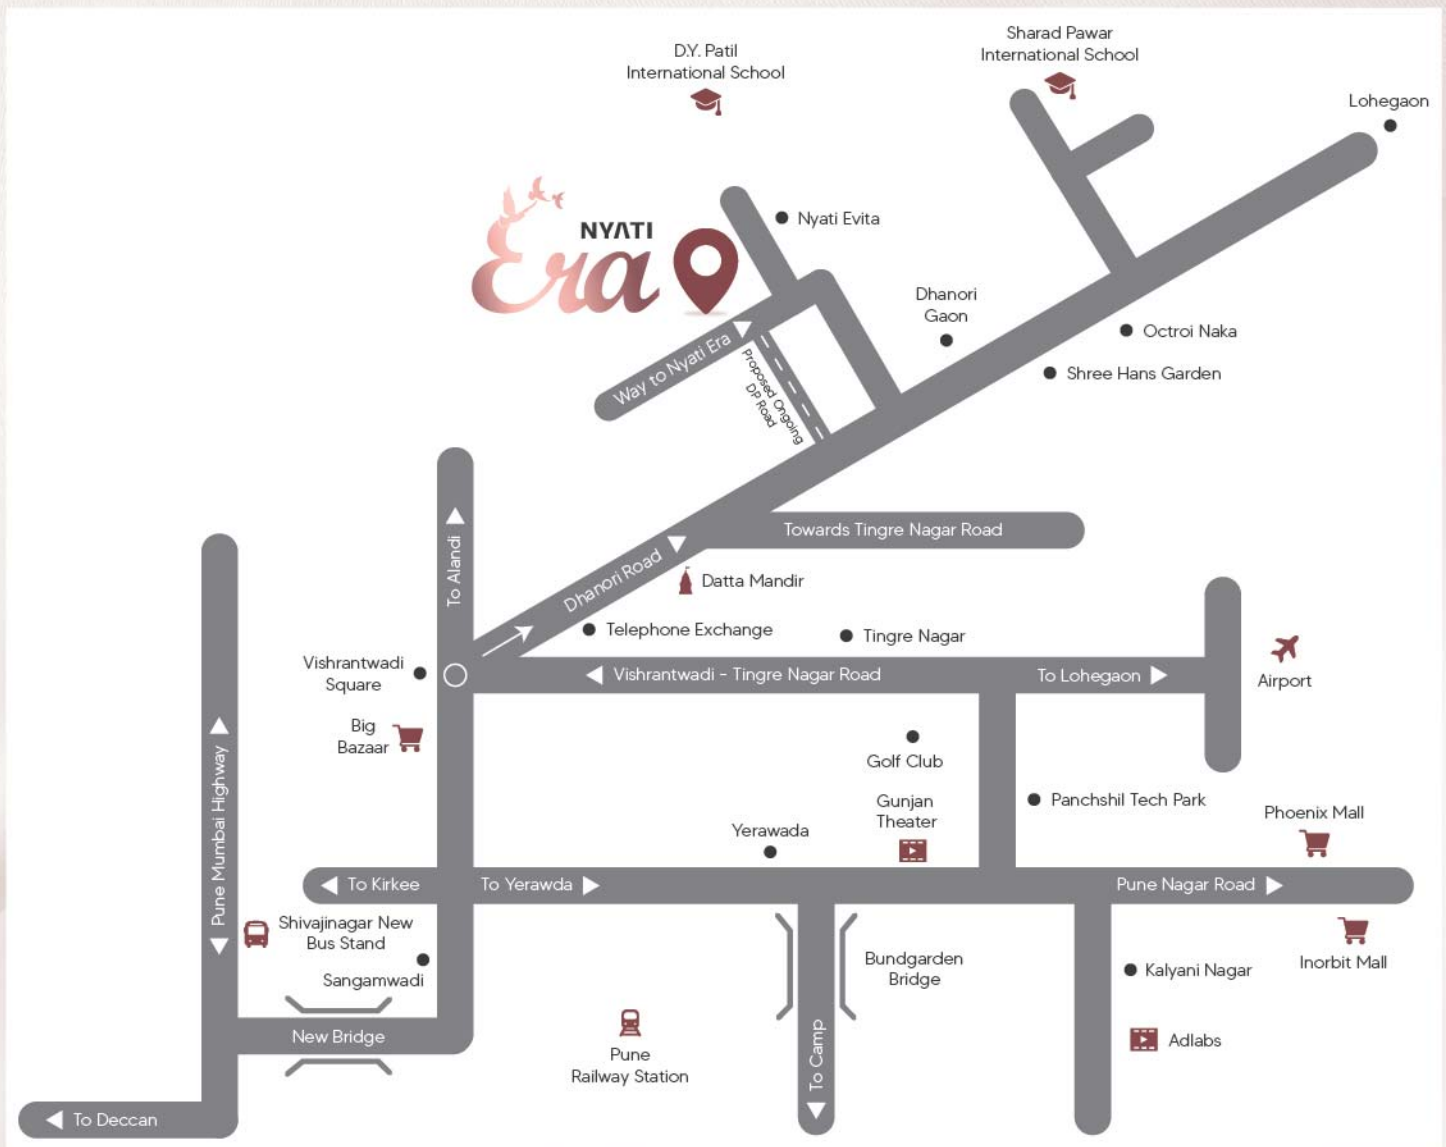 D.Y. Patil
International School
Sharad Pawar
International School
Lohegaon
NYATI
Era
Nyati Evita
Dhanori
Gaon
Octroi Naka
Shree Hans Garden
Way to Nyati Era
Proposed Ongoing
DP Road
Towards Tingre Nagar Road
To Alandi
Dhanori Road
Datta Mandir
Telephone Exchange
Tingre Nagar
Vishrantwadi
Square
Vishrantwadi - Tingre Nagar Road
To Lohegaon
Airport
Big
Bazaar
Pune Mumbai Highway
Golf Club
Gunjan
Theater
Panchshil Tech Park
Phoenix Mall
Yerawada
To Kirkee
To Yerawda
Pune Nagar Road
Shivajinagar New
Bus Stand
Sangamwadi
Bundgarden
Bridge
Kalyani Nagar
Inorbit Mall
New Bridge
Pune
Railway Station
To Camp
Adlabs
To Deccan